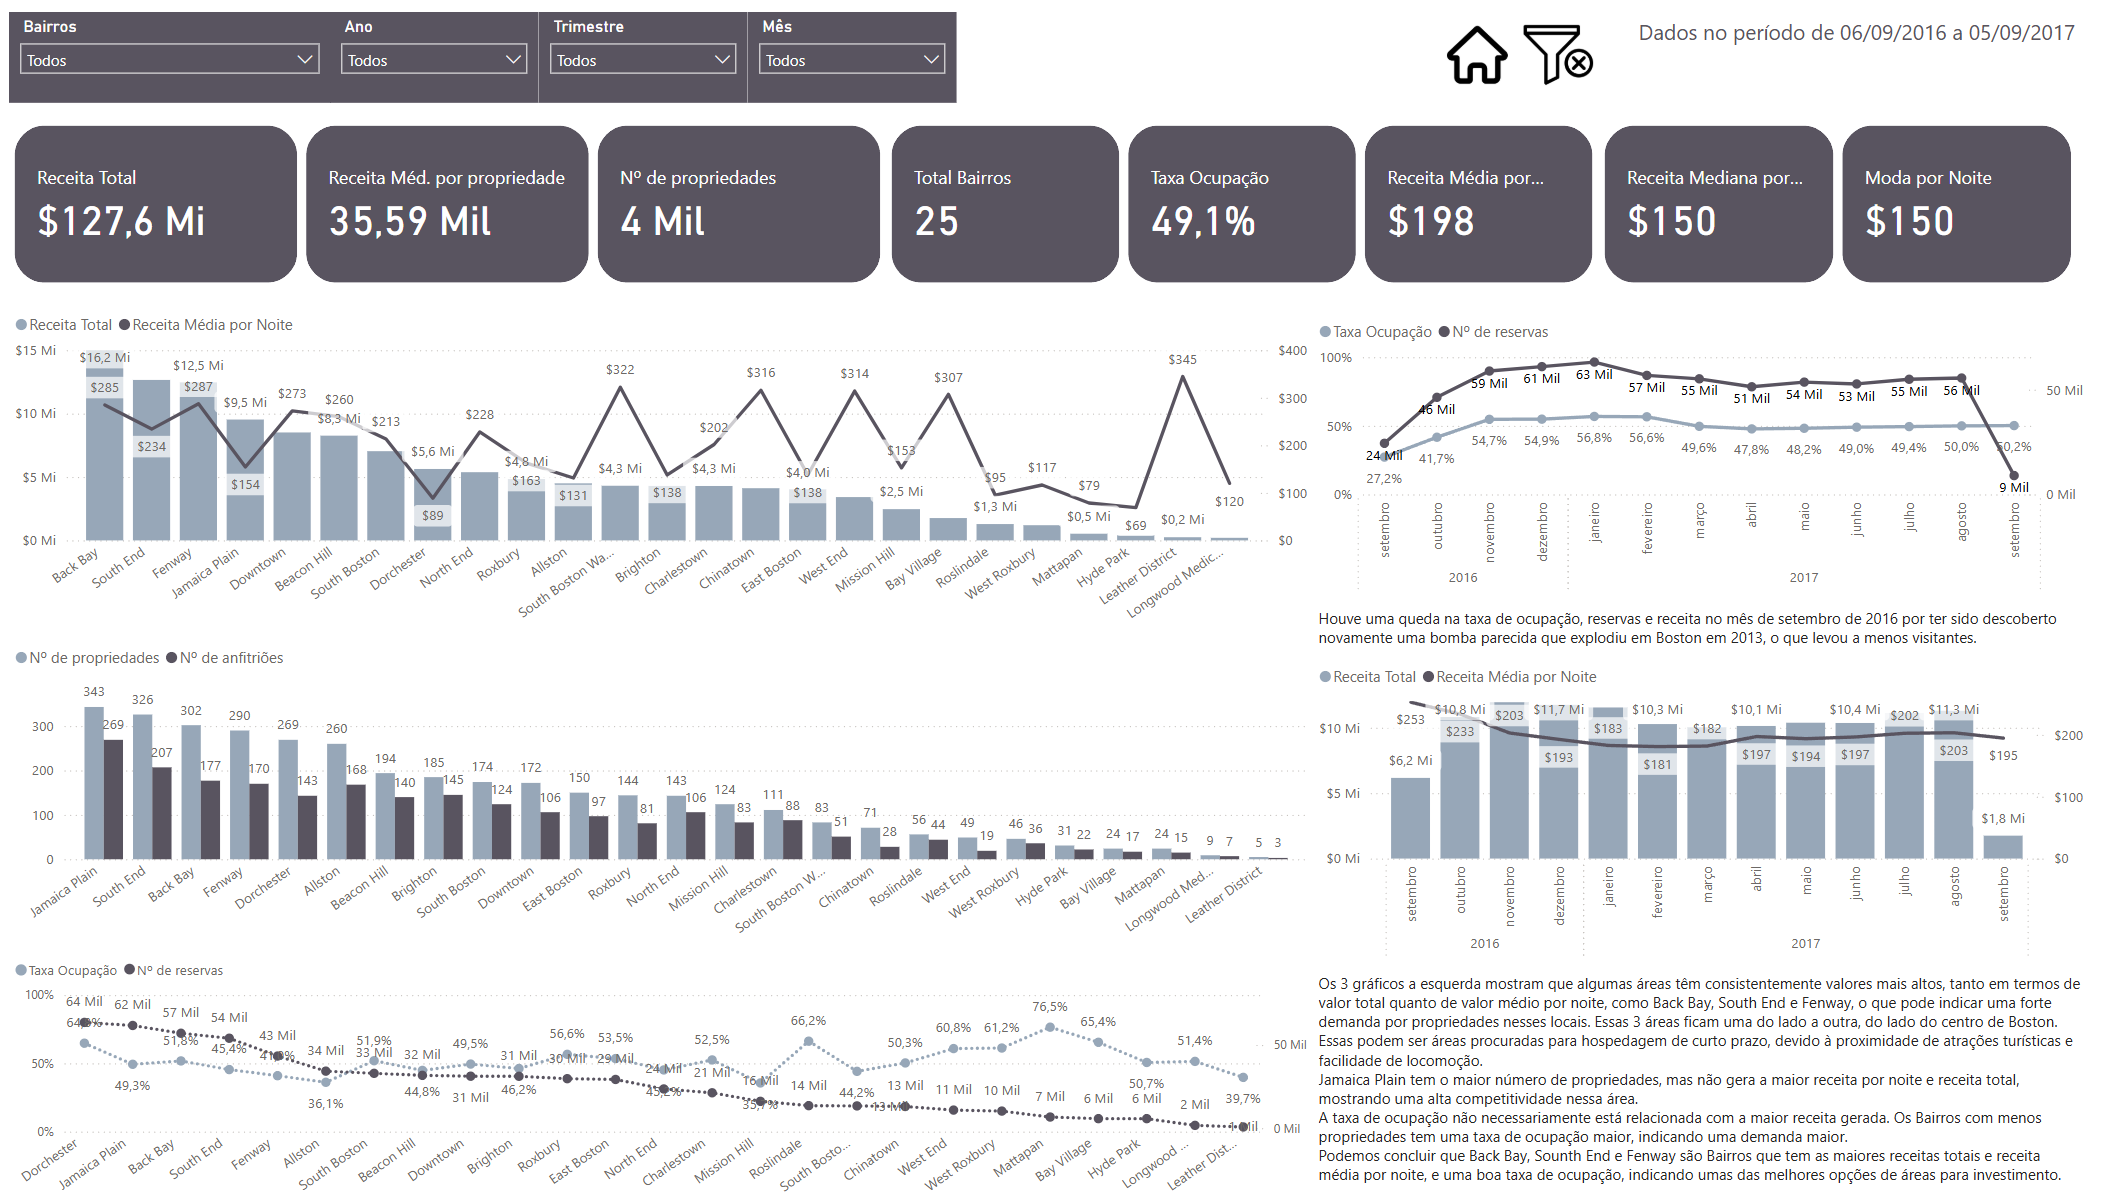 Bairros
Todos
Ano
Todos
Trimestre
Todos
Mês
Todos
Dados no período de 06/09/2016 a 05/09/2017
Receita Total
$127,6 Mi
Receita Méd. por propriedade
35,59 Mil
Nº de propriedades
4 Mil
Total Bairros
25
Taxa Ocupação
49,1%
Receita Média por...
$198
Receita Mediana por...
$150
Moda por Noite
$150
Receita Total Receita Média por Noite
$15 Mi
$10 Mi
$5 Mi
$0 Mi
$400
$300
$200
$100
$0
$16,2 Mi
$12,5 Mi
$9,5 Mi
$8,3 Mi
$5,6 Mi
$4,8 Mi
$4,3 Mi
$4,3 Mi
$4,0 Mi
$2,5 Mi
$1,3 Mi
$0,5 Mi
$0,2 Mi
$285
$234
$287
$154
$273
$260
$213
$89
$228
$163
$131
$322
$138
$202
$316
$138
$314
$153
$307
$95
$117
$79
$69
$345
$120
Back Bay
South End
Fenway
Jamaica Plain
Downtown
Beacon Hill
South Boston
Dorchester
North End
Roxbury
Allston
South Boston Wa...
Brighton
Charlestown
Chinatown
East Boston
West End
Mission Hill
Bay Village
Roslindale
West Roxbury
Mattapan
Hyde Park
Leather District
Longwood Medic...
Nº de propriedades Nº de anfitriões
300
200
100
0
343
269
326
207
302
177
290
170
269
143
260
168
194
140
185
145
174
124
172
106
150
97
144
81
143
106
124
83
111
88
83
51
71
28
56
44
49
19
46
36
31
22
24
17
24
15
9
7
5
3
Jamaica Plain
South End
Back Bay
Fenway
Dorchester
Allston
Beacon Hill
Brighton
South Boston
Downtown
East Boston
Roxbury
North End
Mission Hill
Charlestown
South Boston W...
Chinatown
Roslindale
West End
West Roxbury
Hyde Park
Bay Village
Mattapan
Longwood Med...
Leather District
Taxa Ocupação Nº de reservas
100%
50%
0%
50 Mil
0 Mil
64 Mil
62 Mil
57 Mil
54 Mil
43 Mil
34 Mil
33 Mil
32 Mil
31 Mil
31 Mil
30 Mil
29 Mil
24 Mil
21 Mil
16 Mil
14 Mil
13 Mil
13 Mil
11 Mil
10 Mil
7 Mil
6 Mil
6 Mil
2 Mil
1 Mil
49,3%
51,8%
45,4%
36,1%
51,9%
44,8%
49,5%
46,2%
56,6%
53,5%
45,2%
52,5%
35,7%
66,2%
44,2%
50,3%
60,8%
61,2%
76,5%
65,4%
50,7%
51,4%
39,7%
Dorchester
Jamaica Plain
Back Bay
South End
Fenway
Allston
South Boston
Beacon Hill
Downtown
Brighton
Roxbury
East Boston
North End
Charlestown
Mission Hill
Roslindale
South Bosto...
Chinatown
West End
West Roxbury
Mattapan
Bay Village
Hyde Park
Longwood ...
Leather Dist...
Taxa Ocupação Nº de reservas
100%
50%
0%
50 Mil
0 Mil
24 Mil
46 Mil
59 Mil
61 Mil
63 Mil
57 Mil
55 Mil
51 Mil
54 Mil
53 Mil
55 Mil
56 Mil
9 Mil
27,2%
41,7%
54,7%
54,9%
56,8%
56,6%
49,6%
47,8%
48,2%
49,0%
49,4%
50,0%
50,2%
setembro
outubro
novembro
dezembro
janeiro
fevereiro
março
abril
maio
junho
julho
agosto
setembro
2016
2017
Houve uma queda na taxa de ocupação, reservas e receita no mês de setembro de 2016 por ter sido descoberto
novamente uma bomba parecida que explodiu em Boston em 2013, o que levou a menos visitantes.
Receita Total Receita Média por Noite
$10 Mi
$5 Mi
$0 Mi
$200
$100
$0
$6,2 Mi
$10,8 Mi
$11,7 Mi
$10,3 Mi
$10,1 Mi
$10,4 Mi
$11,3 Mi
$1,8 Mi
$253
$233
$203
$193
$183
$181
$182
$197
$194
$197
$202
$203
$195
setembro
outubro
novembro
dezembro
janeiro
fevereiro
março
abril
maio
junho
julho
agosto
setembro
2016
2017
Os 3 gráficos a esquerda mostram que algumas áreas têm consistentemente valores mais altos, tanto em termos de
valor total quanto de valor médio por noite, como Back Bay, South End e Fenway, o que pode indicar uma forte
demanda por propriedades nesses locais. Essas 3 áreas ficam uma do lado a outra, do lado do centro de Boston.
Essas podem ser áreas procuradas para hospedagem de curto prazo, devido à proximidade de atrações turísticas e
facilidade de locomoção.
Jamaica Plain tem o maior número de propriedades, mas não gera a maior receita por noite e receita total,
mostrando uma alta competitividade nessa área.
A taxa de ocupação não necessariamente está relacionada com a maior receita gerada. Os Bairros com menos
propriedades tem uma taxa de ocupação maior, indicando uma demanda maior.
Podemos concluir que Back Bay, Sounth End e Fenway são Bairros que tem as maiores receitas totais e receita
média por noite, e uma boa taxa de ocupação, indicando umas das melhores opções de áreas para investimento.